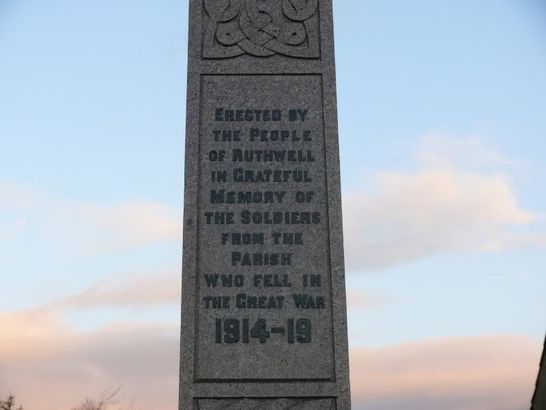 ERECTED BY
THE PEOPLE
OF RUTHWELL
IN GRATEFUL
MEMORY OF
THE SOLDIERS
FROM THE
PARISH
WHO FELL IN
THE GREAT WAR
1914-19